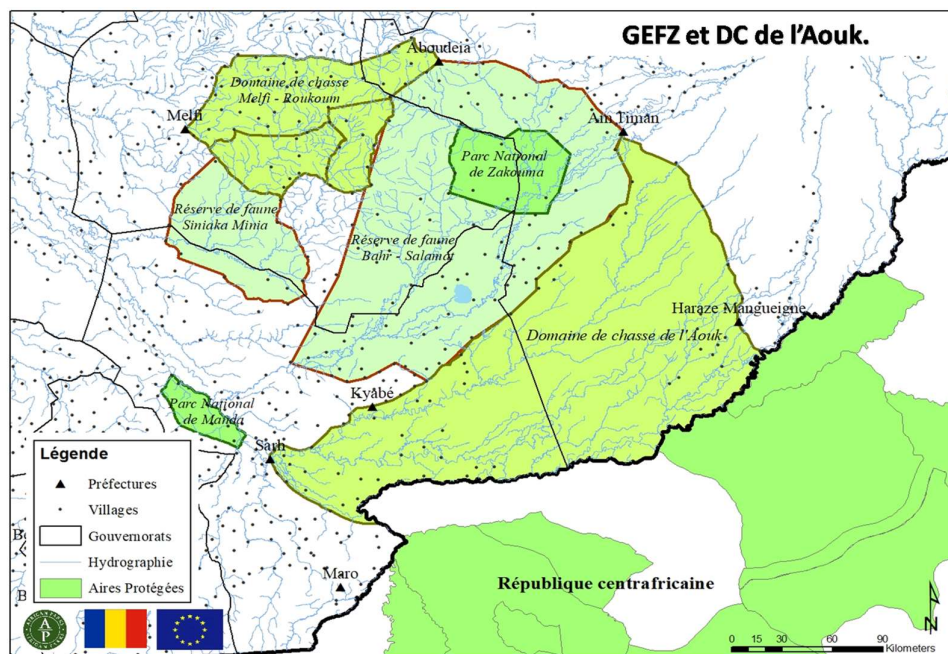 GEFZ et DC de l'Aouk.
Aboudeia
Domaine de chasse
Melfi - Roukoum
Melfi
Am Timan
Parc National
de Zakouma
Réserve de faune
Siniaka Minia
Réserve de faune
Bahr - Salamat
Haraze Mangueigne
Domaine de chasse de l'Aouk
Parc National
de Manda
Kyabé
Sarh
Légende
Préfectures
Villages
Gouvernorats
Hydrographie
Aires Protégées
Maro
République centrafricaine
N
0 15 30 60 90
Kilometers
AP